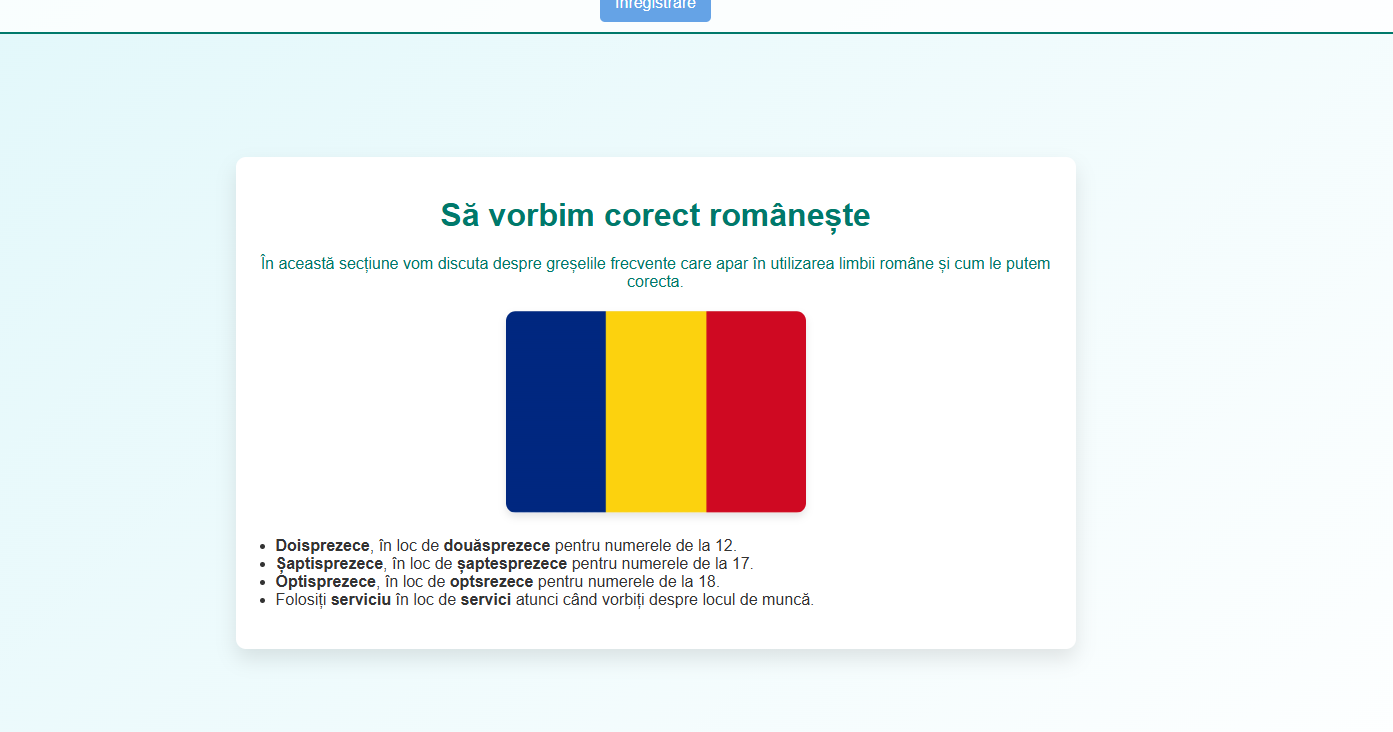 Înregistrare
Să vorbim corect românește
În această secțiune vom discuta despre greșelile frecvente care apar în utilizarea limbii române și cum le putem
corecta.
Doisprezece, în loc de douăsprezece pentru numerele de la 12.
Șaptisprezece, în loc de șaptesprezece pentru numerele de la 17.
Optisprezece, în loc de optsrezece pentru numerele de la 18.
Folosiți serviciu în loc de servici atunci când vorbiți despre locul de muncă.